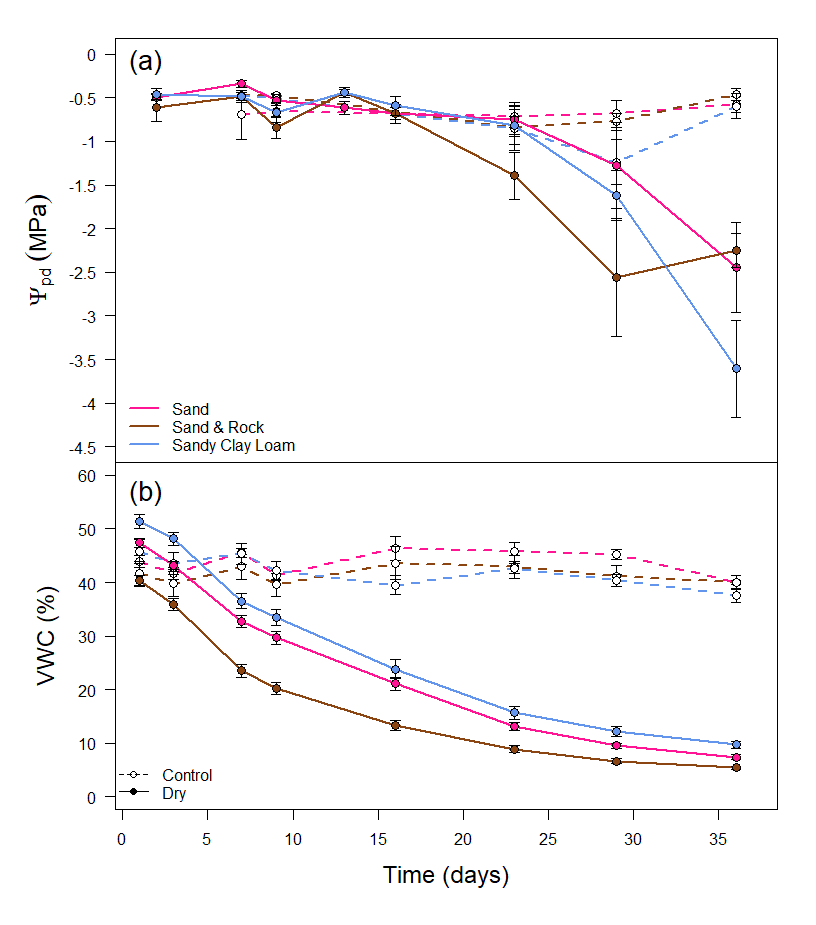 (a)
0
-0.5
-1
-1.5
-2
-2.5
-3
-3.5
-4
-4.5
Ψpd (MPa)
Sand
Sand & Rock
Sandy Clay Loam
(b)
60
50
40
30
20
10
0
VWC (%)
Control
Dry
0 5 10 15 20 25 30 35
Time (days)